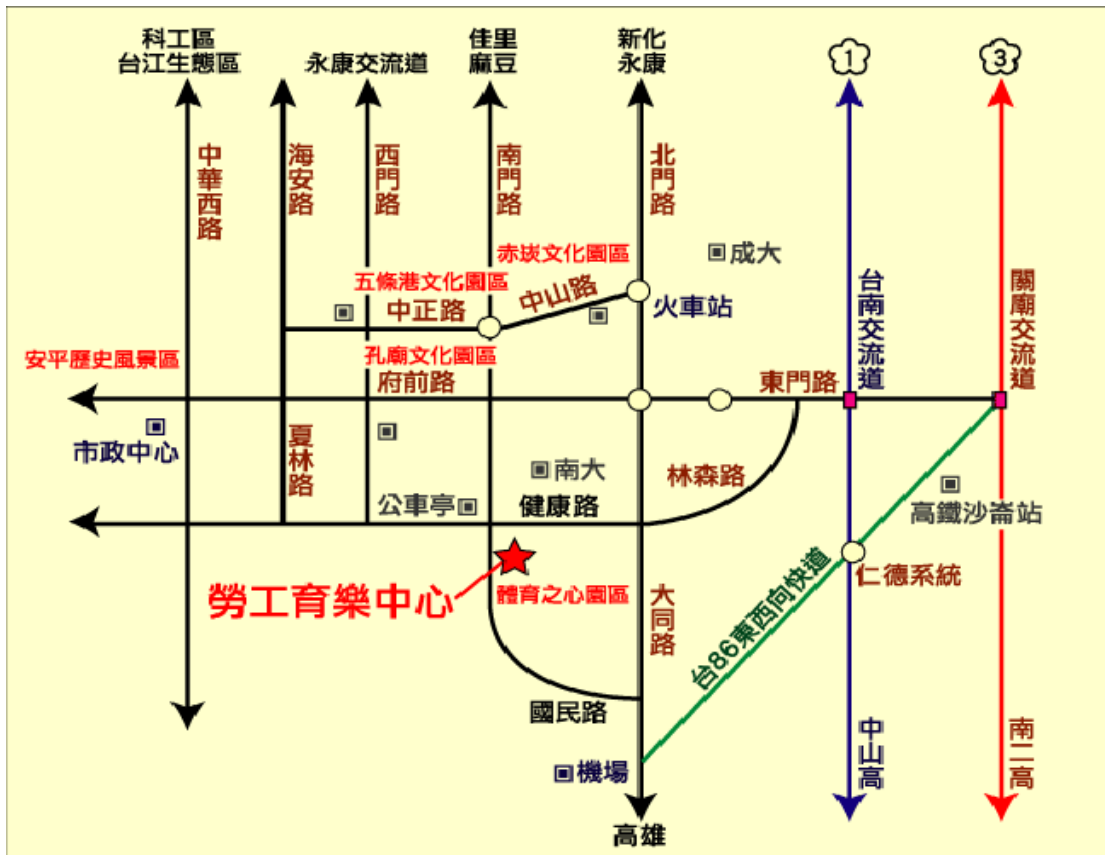 科工區
台江生態區
永康交流道
佳里
麻豆
新化
永康
1
3
中華西路
海安路
西門路
南門路
北門路
赤崁文化園區
成大
五條港文化園區
中正路
中山路
火車站
台南交流道
關廟交流道
安平歷史風景區
孔廟文化園區
府前路
東門路
市政中心
夏林路
南大
林森路
公車亭
健康路
高鐵沙崙站
仁德系統
勞工育樂中心
體育之心園區
大同路
台86東西向快道
國民路
中山高
南二高
機場
高雄